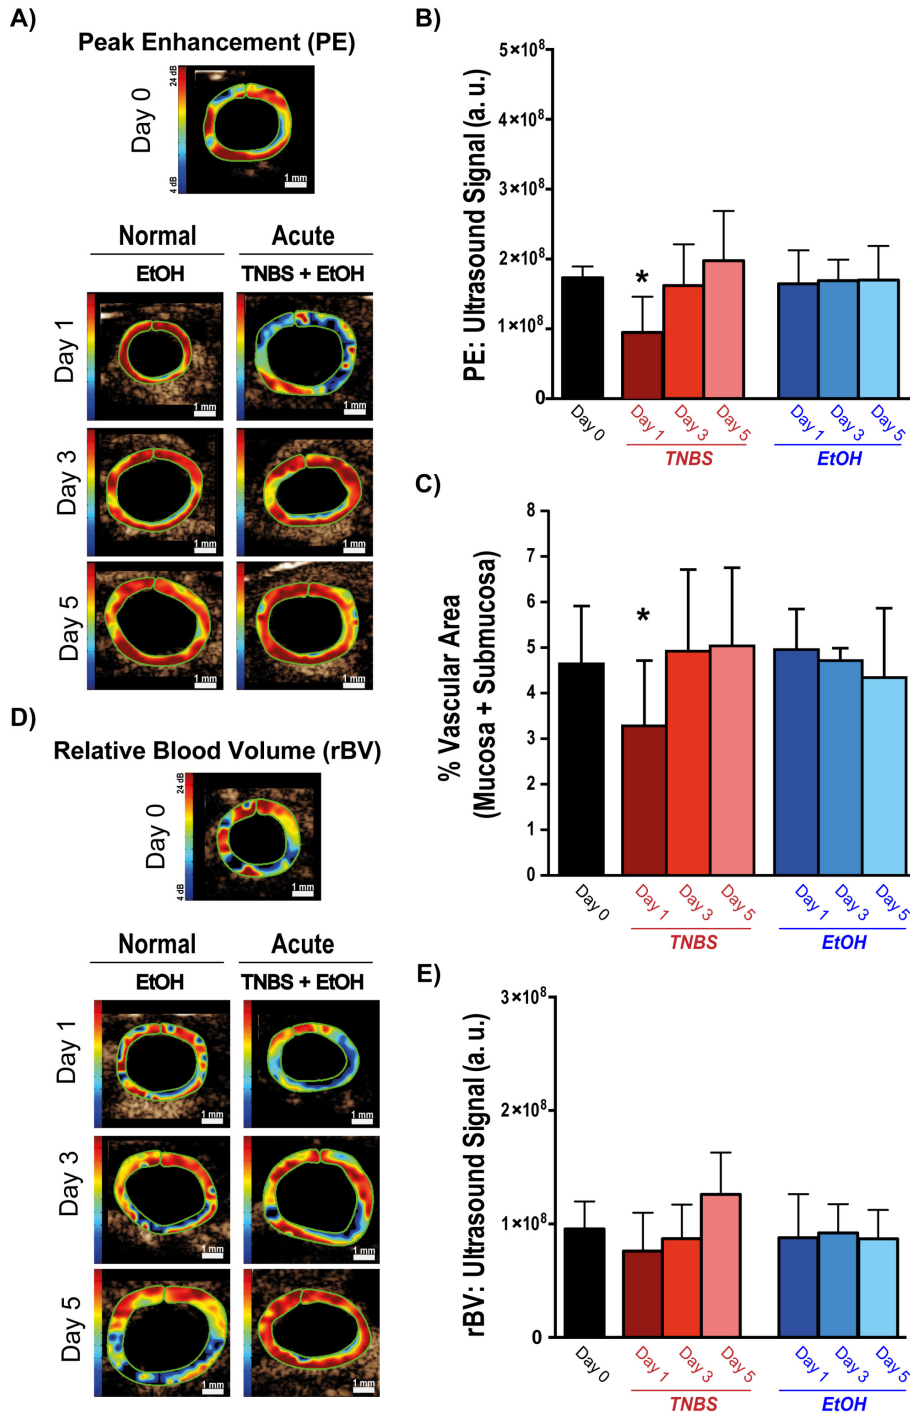 A)
Peak Enhancement (PE)
Day 0
24 dB
4 dB
1 mm
Normal
Acute
EtOH
TNBS + EtOH
Day 1
1 mm
1 mm
Day 3
1 mm
1 mm
Day 5
1 mm
1 mm
B)
PE: Ultrasound Signal (a. u.)
5×10⁸
4×10⁸
3×10⁸
2×10⁸
1×10⁸
0
*
Day 0
Day 1
Day 3
Day 5
TNBS
Day 1
Day 3
Day 5
EtOH
C)
% Vascular Area
(Mucosa + Submucosa)
8
7
6
5
4
3
2
1
0
*
Day 0
Day 1
Day 3
Day 5
TNBS
Day 1
Day 3
Day 5
EtOH
D)
Relative Blood Volume (rBV)
Day 0
24 dB
4 dB
1 mm
Normal
Acute
EtOH
TNBS + EtOH
Day 1
1 mm
1 mm
Day 3
1 mm
1 mm
Day 5
1 mm
1 mm
E)
rBV: Ultrasound Signal (a. u.)
3×10⁸
2×10⁸
1×10⁸
0
Day 0
Day 1
Day 3
Day 5
TNBS
Day 1
Day 3
Day 5
EtOH